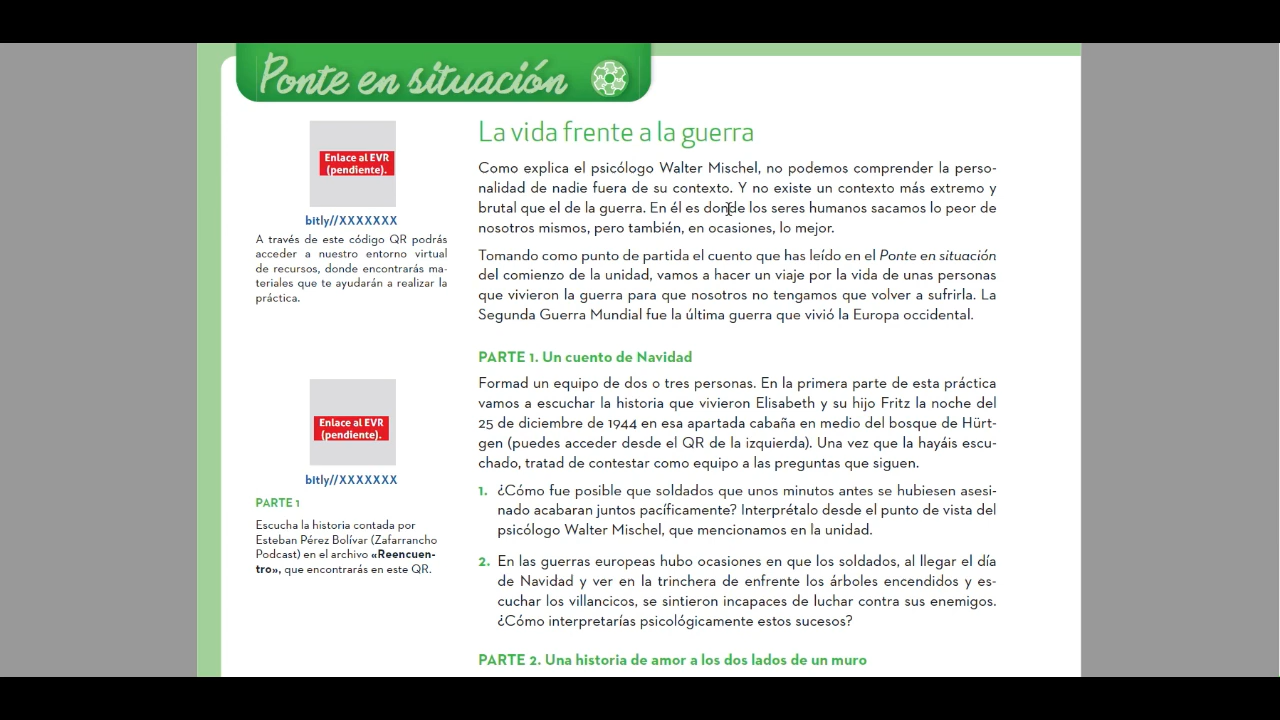 Ponte en situación
Enlace al EVR
(pendiente).
bitly//XXXXXXX
A través de este código QR podrás
acceder a nuestro entorno virtual
de recursos, donde encontrarás ma-
teriales que te ayudarán a realizar la
práctica.
Enlace al EVR
(pendiente).
bitly//XXXXXXX
PARTE 1
Escucha la historia contada por
Esteban Pérez Bolívar (Zafarrancho
Podcast) en el archivo «Reencuen-
tro», que encontrarás en este QR.
La vida frente a la guerra
Como explica el psicólogo Walter Mischel, no podemos comprender la perso-
nalidad de nadie fuera de su contexto. Y no existe un contexto más extremo y
brutal que el de la guerra. En él es donde los seres humanos sacamos lo peor de
nosotros mismos, pero también, en ocasiones, lo mejor.
Tomando como punto de partida el cuento que has leído en el Ponte en situación
del comienzo de la unidad, vamos a hacer un viaje por la vida de unas personas
que vivieron la guerra para que nosotros no tengamos que volver a sufrirla. La
Segunda Guerra Mundial fue la última guerra que vivió la Europa occidental.
PARTE 1. Un cuento de Navidad
Formad un equipo de dos o tres personas. En la primera parte de esta práctica
vamos a escuchar la historia que vivieron Elisabeth y su hijo Fritz la noche del
25 de diciembre de 1944 en esa apartada cabaña en medio del bosque de Hürt-
gen (puedes acceder desde el QR de la izquierda). Una vez que la hayáis escu-
chado, tratad de contestar como equipo a las preguntas que siguen.
1. ¿Cómo fue posible que soldados que unos minutos antes se hubiesen asesi-
nado acabaran juntos pacíficamente? Interprétalo desde el punto de vista del
psicólogo Walter Mischel, que mencionamos en la unidad.
2. En las guerras europeas hubo ocasiones en que los soldados, al llegar el día
de Navidad y ver en la trinchera de enfrente los árboles encendidos y es-
cuchar los villancicos, se sintieron incapaces de luchar contra sus enemigos.
¿Cómo interpretarías psicológicamente estos sucesos?
PARTE 2. Una historia de amor a los dos lados de un muro